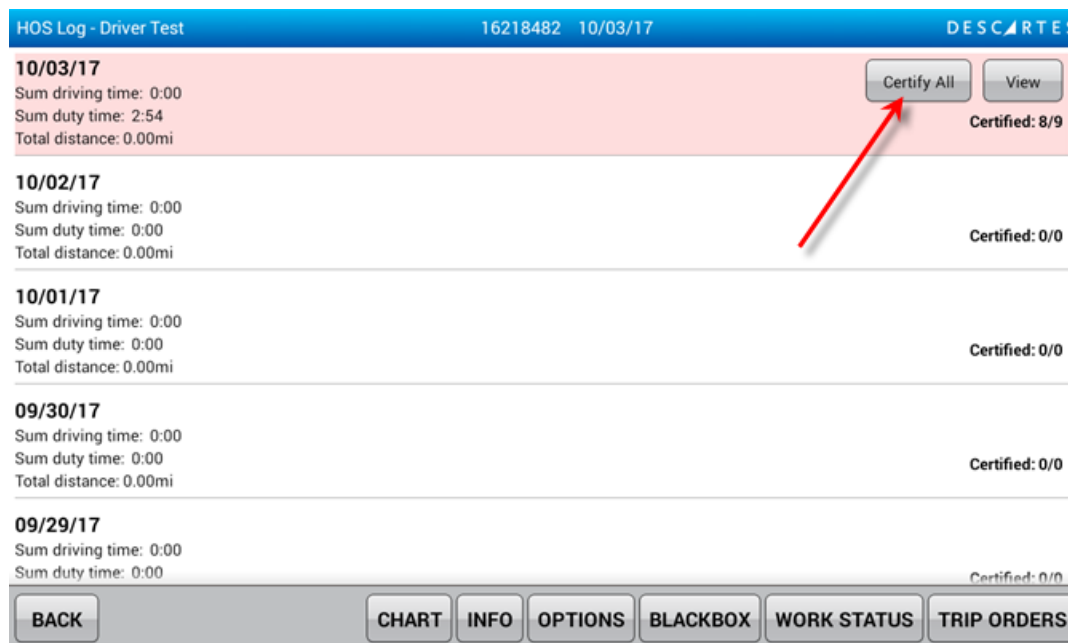 HOS Log - Driver Test 16218482 10/03/17 DESCARTES
10/03/17
Certify All View
Sum driving time: 0:00
Sum duty time: 2:54
Certified: 8/9
Total distance: 0.00mi
10/02/17
Sum driving time: 0:00
Sum duty time: 0:00
Certified: 0/0
Total distance: 0.00mi
10/01/17
Sum driving time: 0:00
Sum duty time: 0:00
Certified: 0/0
Total distance: 0.00mi
09/30/17
Sum driving time: 0:00
Sum duty time: 0:00
Certified: 0/0
Total distance: 0.00mi
09/29/17
Sum driving time: 0:00
Sum duty time: 0:00
Certified: 0/0
BACK CHART INFO OPTIONS BLACKBOX WORK STATUS TRIP ORDERS